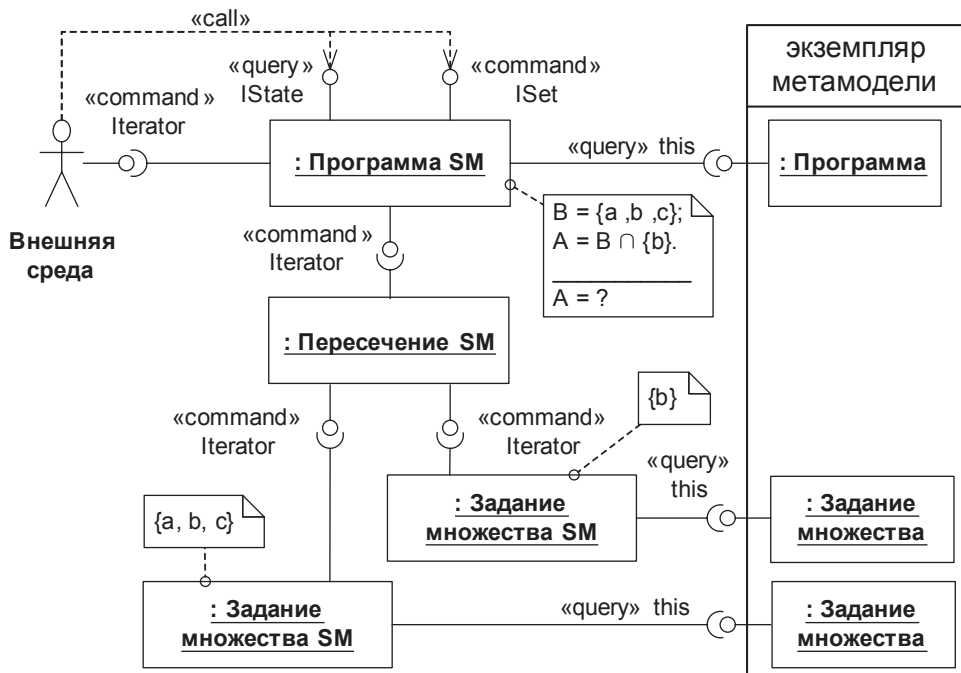 «call»
экземпляр
метамодели
«query»
IState
«command»
ISet
«command»
Iterator
: Программа SM
«query» this
: Программа
Внешняя
среда
B = {a ,b ,c};
A = B ∩ {b}.
A = ?
«command»
Iterator
: Пересечение SM
{b}
«command»
Iterator
«command»
Iterator
«query»
this
: Задание
множества SM
: Задание
множества
{a, b, c}
: Задание
множества SM
«query» this
: Задание
множества